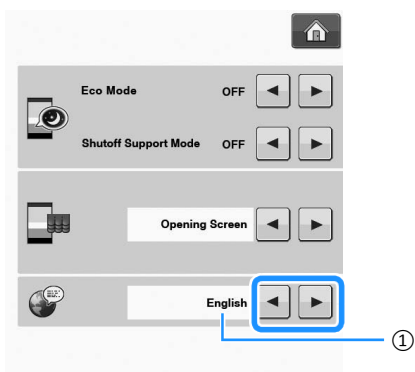 Eco Mode OFF
Shutoff Support Mode OFF
Opening Screen
English
①